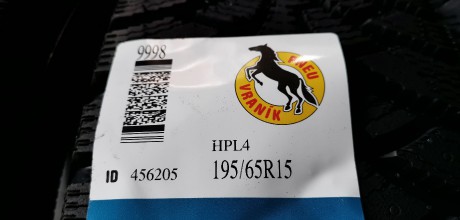 9998
PNEU
VRANÍK
HPL4
ID 456205
195/65R15